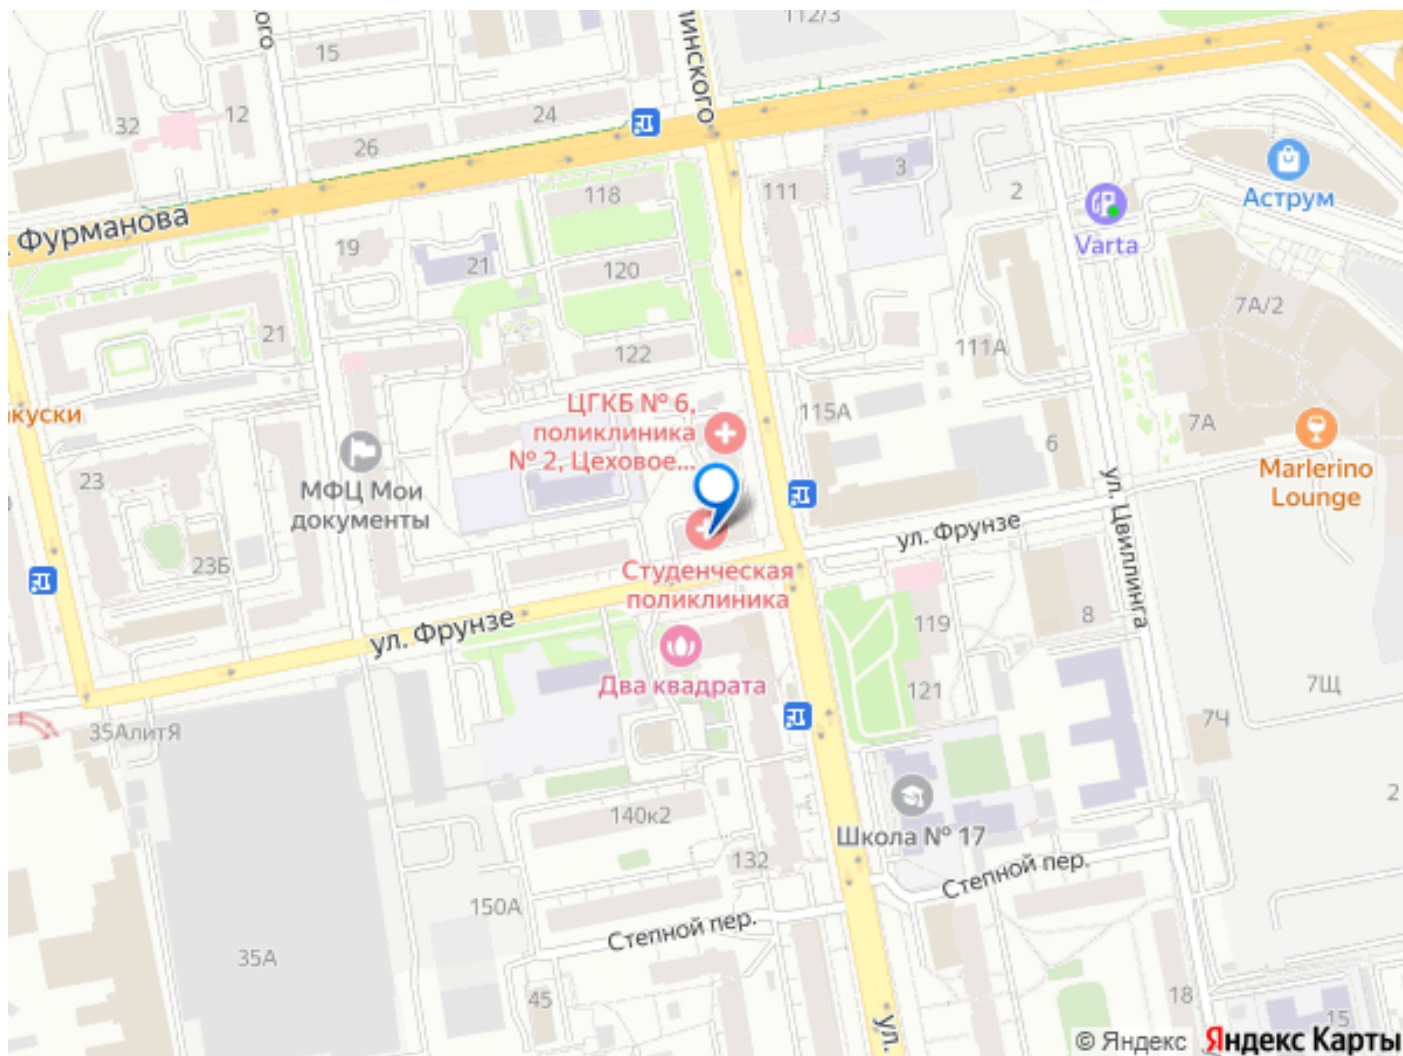 112/3
ого
15
инского
32
12
24
26
3
118
111
2
Аструм
Фурманова
19
21
Varta
120
7А/2
21
122
111А
куски
ЦГКБ № 6,
поликлиника
№ 2, Цеховое...
115А
7А
6
Marlerino
Lounge
23
МФЦ Мои
документы
ул. Цвиллинга
ул. Фрунзе
23Б
Студенческая
поликлиника
ул. Фрунзе
119
8
Два квадрата
121
7Щ
35АлитЯ
7Ч
2
140к2
Школа № 17
132
Степной пер.
150А
Степной пер.
35А
45
18
15
ул.
© Яндекс
Яндекс Карты